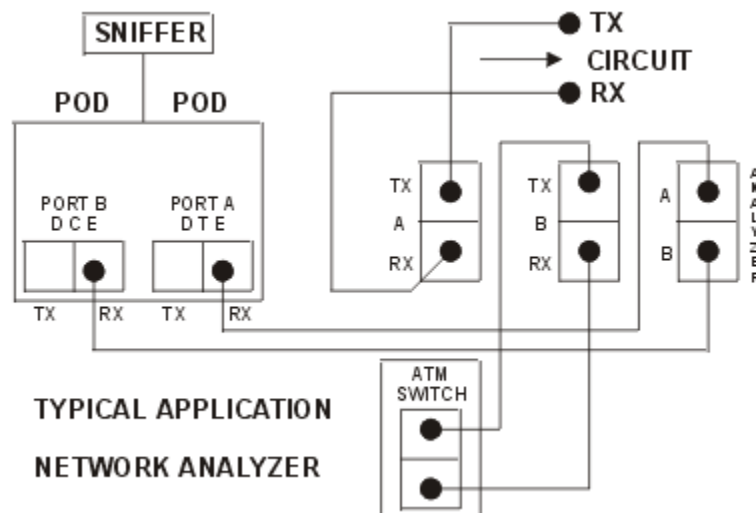 SNIFFER
POD POD
TX
CIRCUIT
RX
PORT B
DCE
PORT A
DTE
TX RX TX RX
TX
A
RX
TX
B
RX
A
B
ATM
SWITCH
TYPICAL APPLICATION
NETWORK ANALYZER